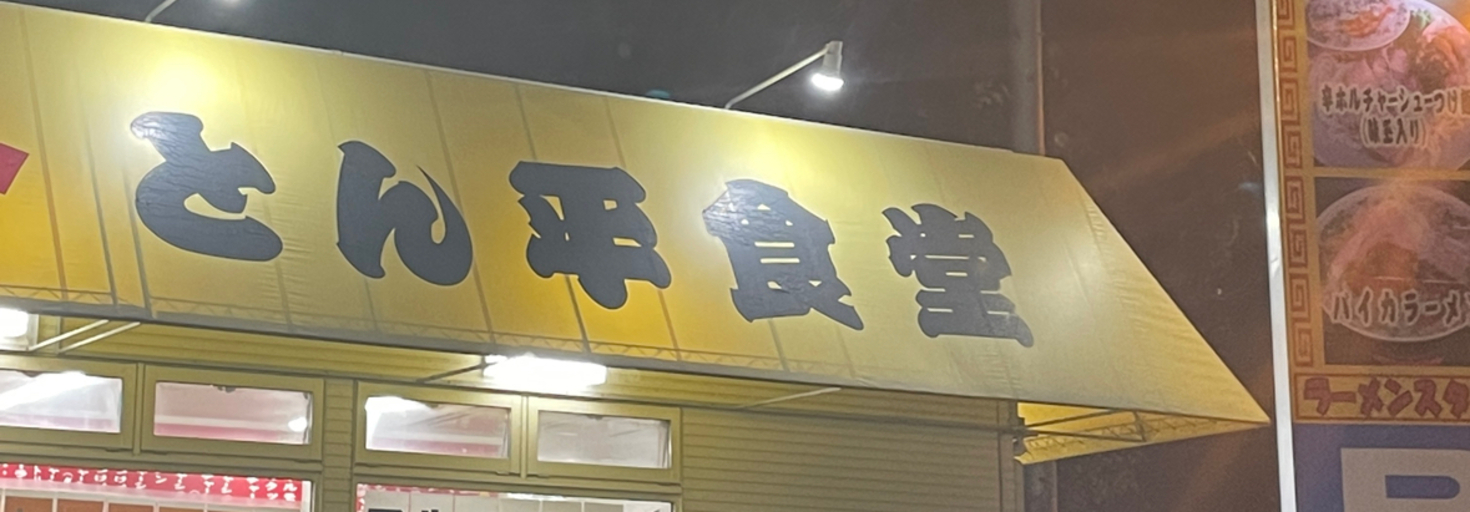 とん平食堂
辛ホルチャーシューつけ
(味玉入り)
パイカラーメン
ラーメンスタ